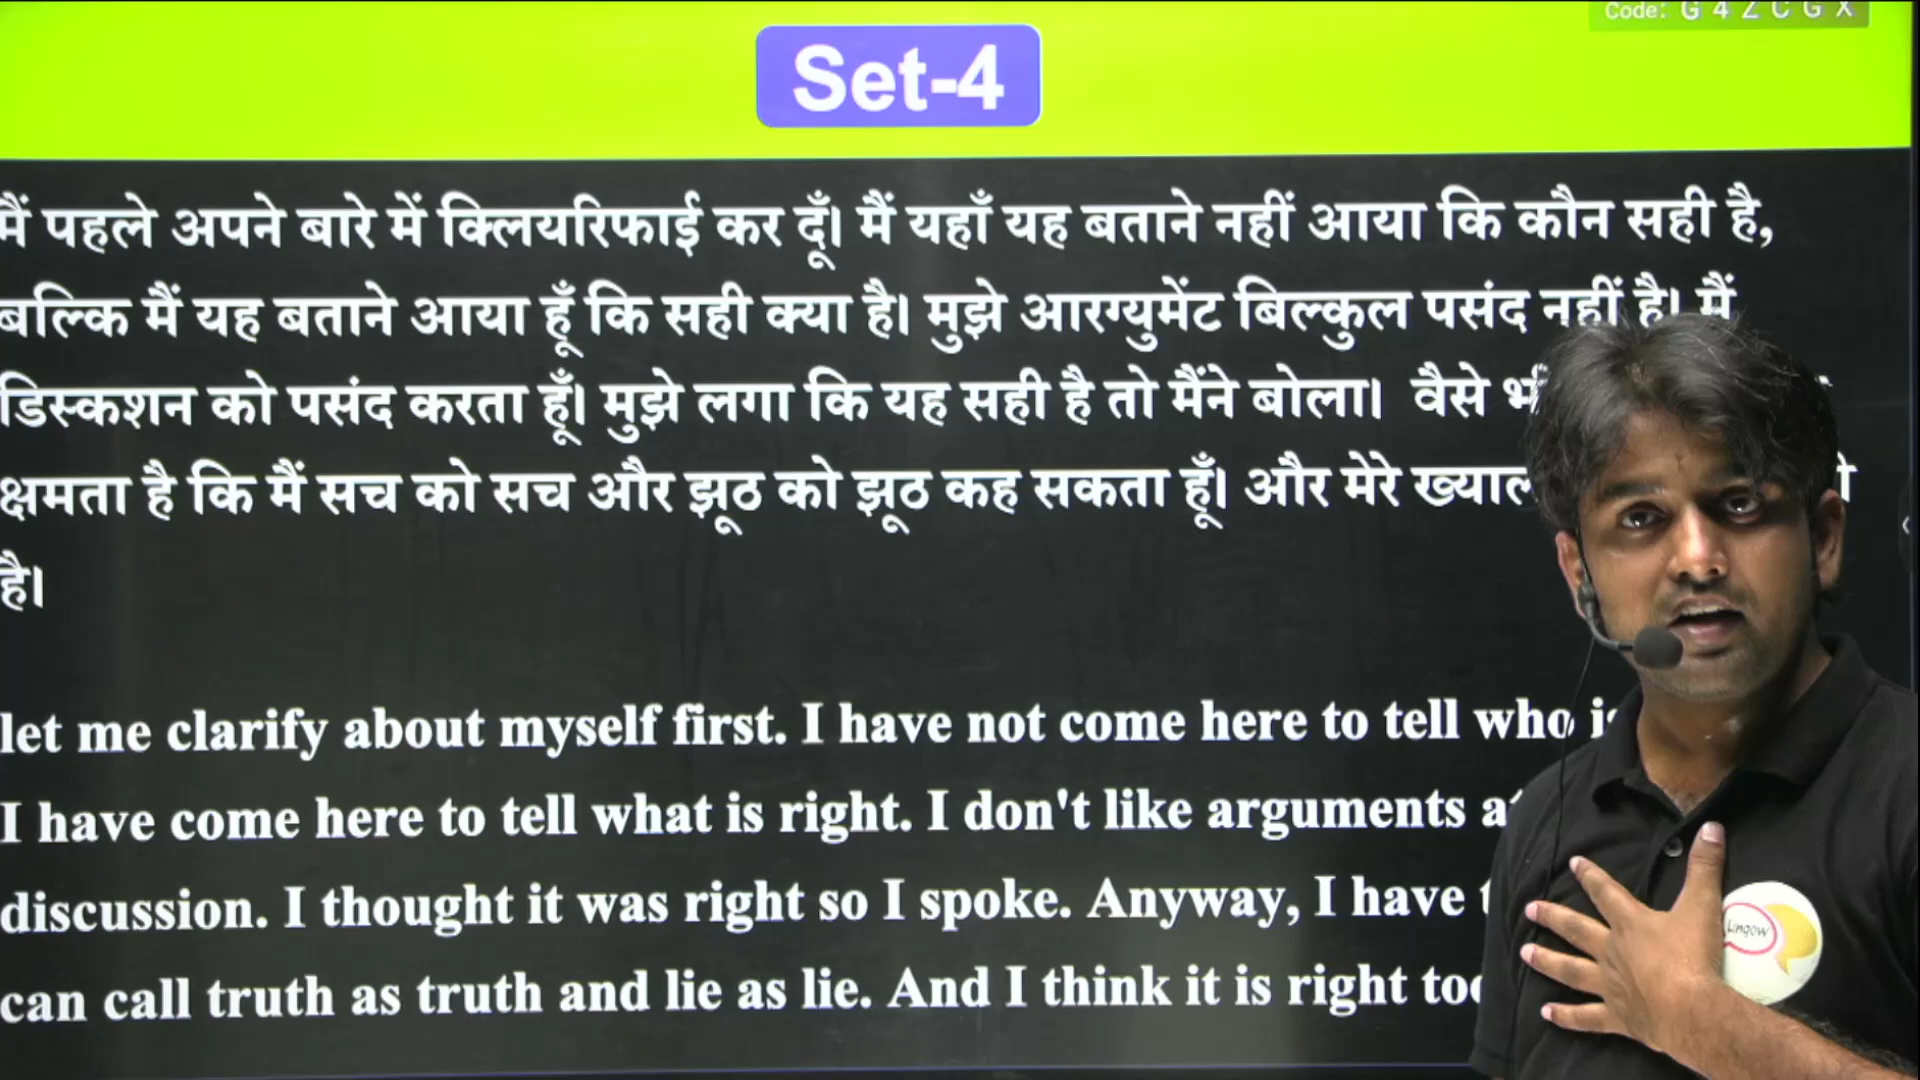 Code: G 4 Z C G X
Set-4
मैं पहले अपने बारे में क्लियरिफाई कर दूँ। मैं यहाँ यह बताने नहीं आया कि कौन सही है,
बल्कि मैं यह बताने आया हूँ कि सही क्या है। मुझे आरग्युमेंट बिल्कुल पसंद नहीं है। मैं
डिस्कशन को पसंद करता हूँ। मुझे लगा कि यह सही है तो मैंने बोला। वैसे
क्षमता है कि मैं सच को सच और झूठ को झूठ कह सकता हूँ। और मेरे
है।
let me clarify about myself first. I have not come here to tell who
I have come here to tell what is right. I don't like arguments
discussion. I thought it was right so I spoke. Anyway, I have
can call truth as truth and lie as lie. And I think it is right
Lingow